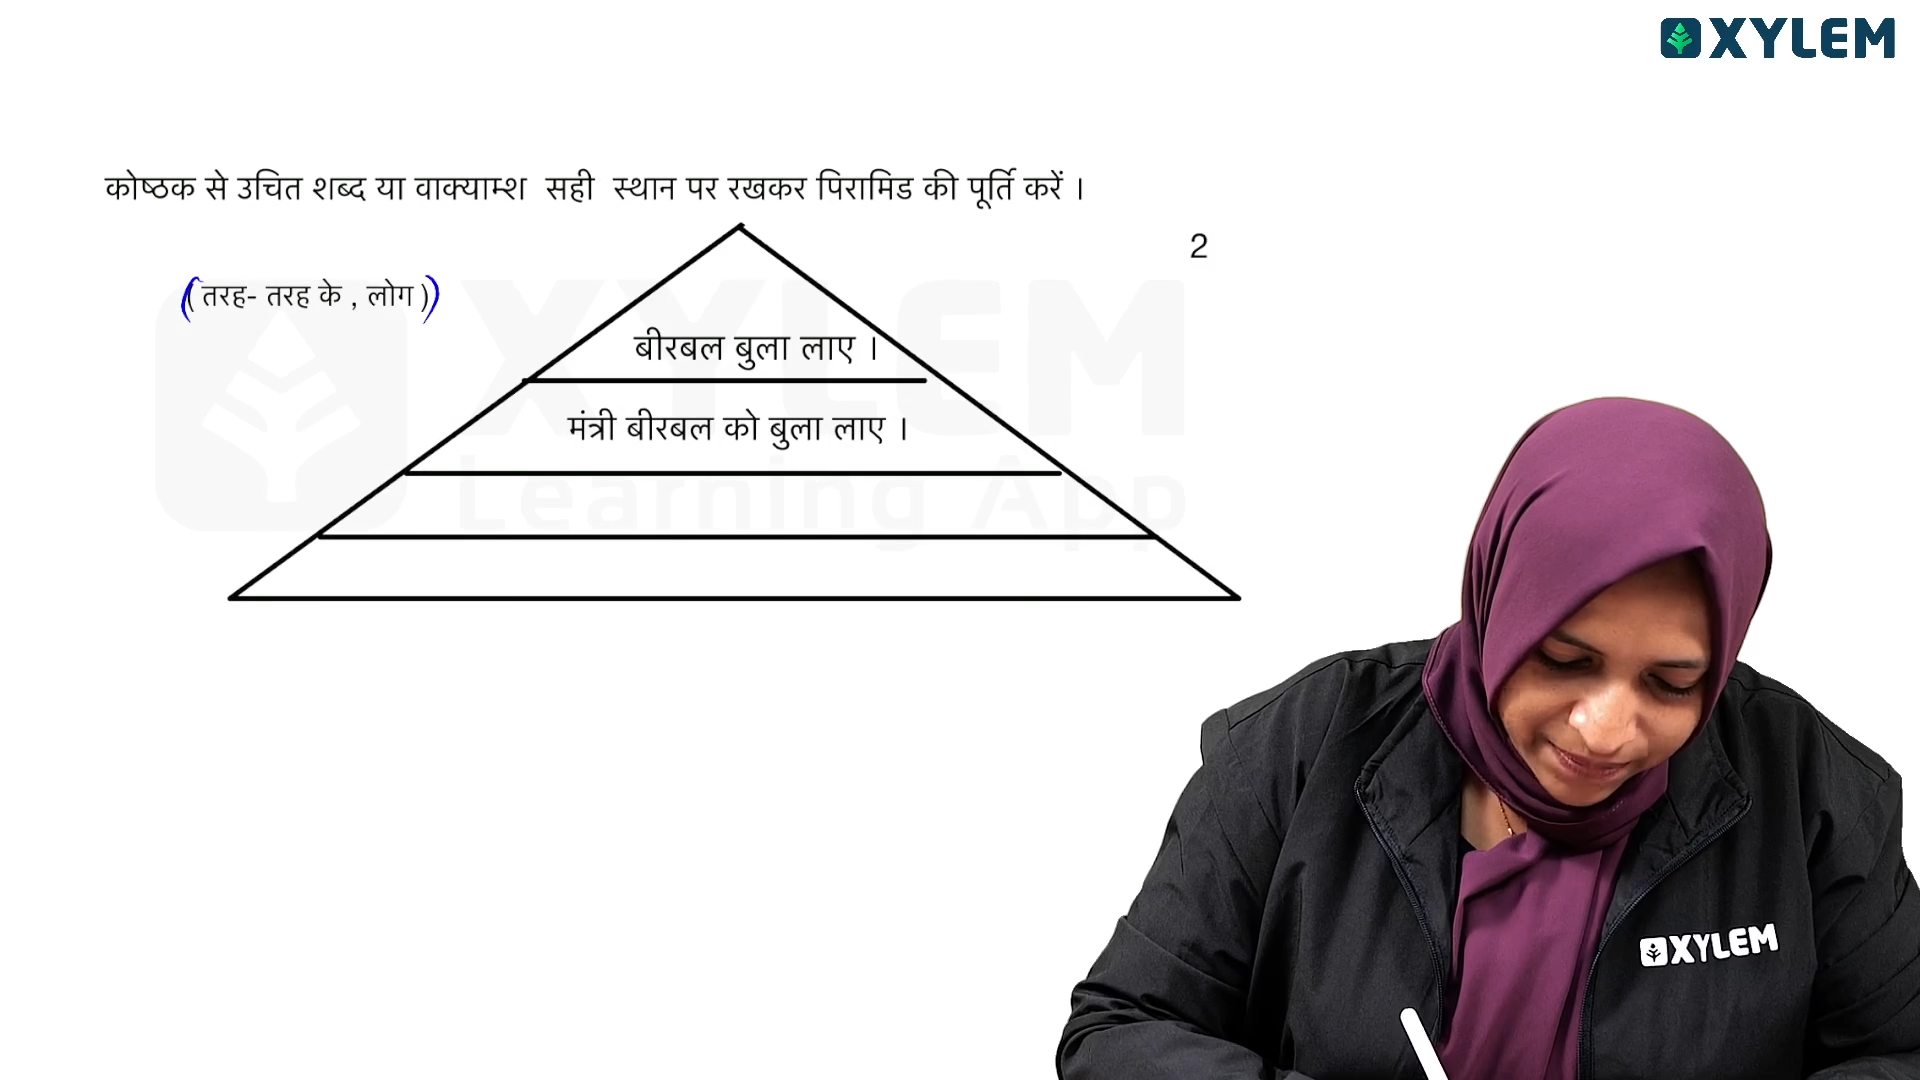 XYLEM
कोष्ठक से उचित शब्द या वाक्याम्श सही स्थान पर रखकर पिरामिड की पूर्ति करें ।
2
( तरह- तरह के , लोग )
बीरबल बुला लाए ।
मंत्री बीरबल को बुला लाए ।
XYLEM
Learning App
XYLEM